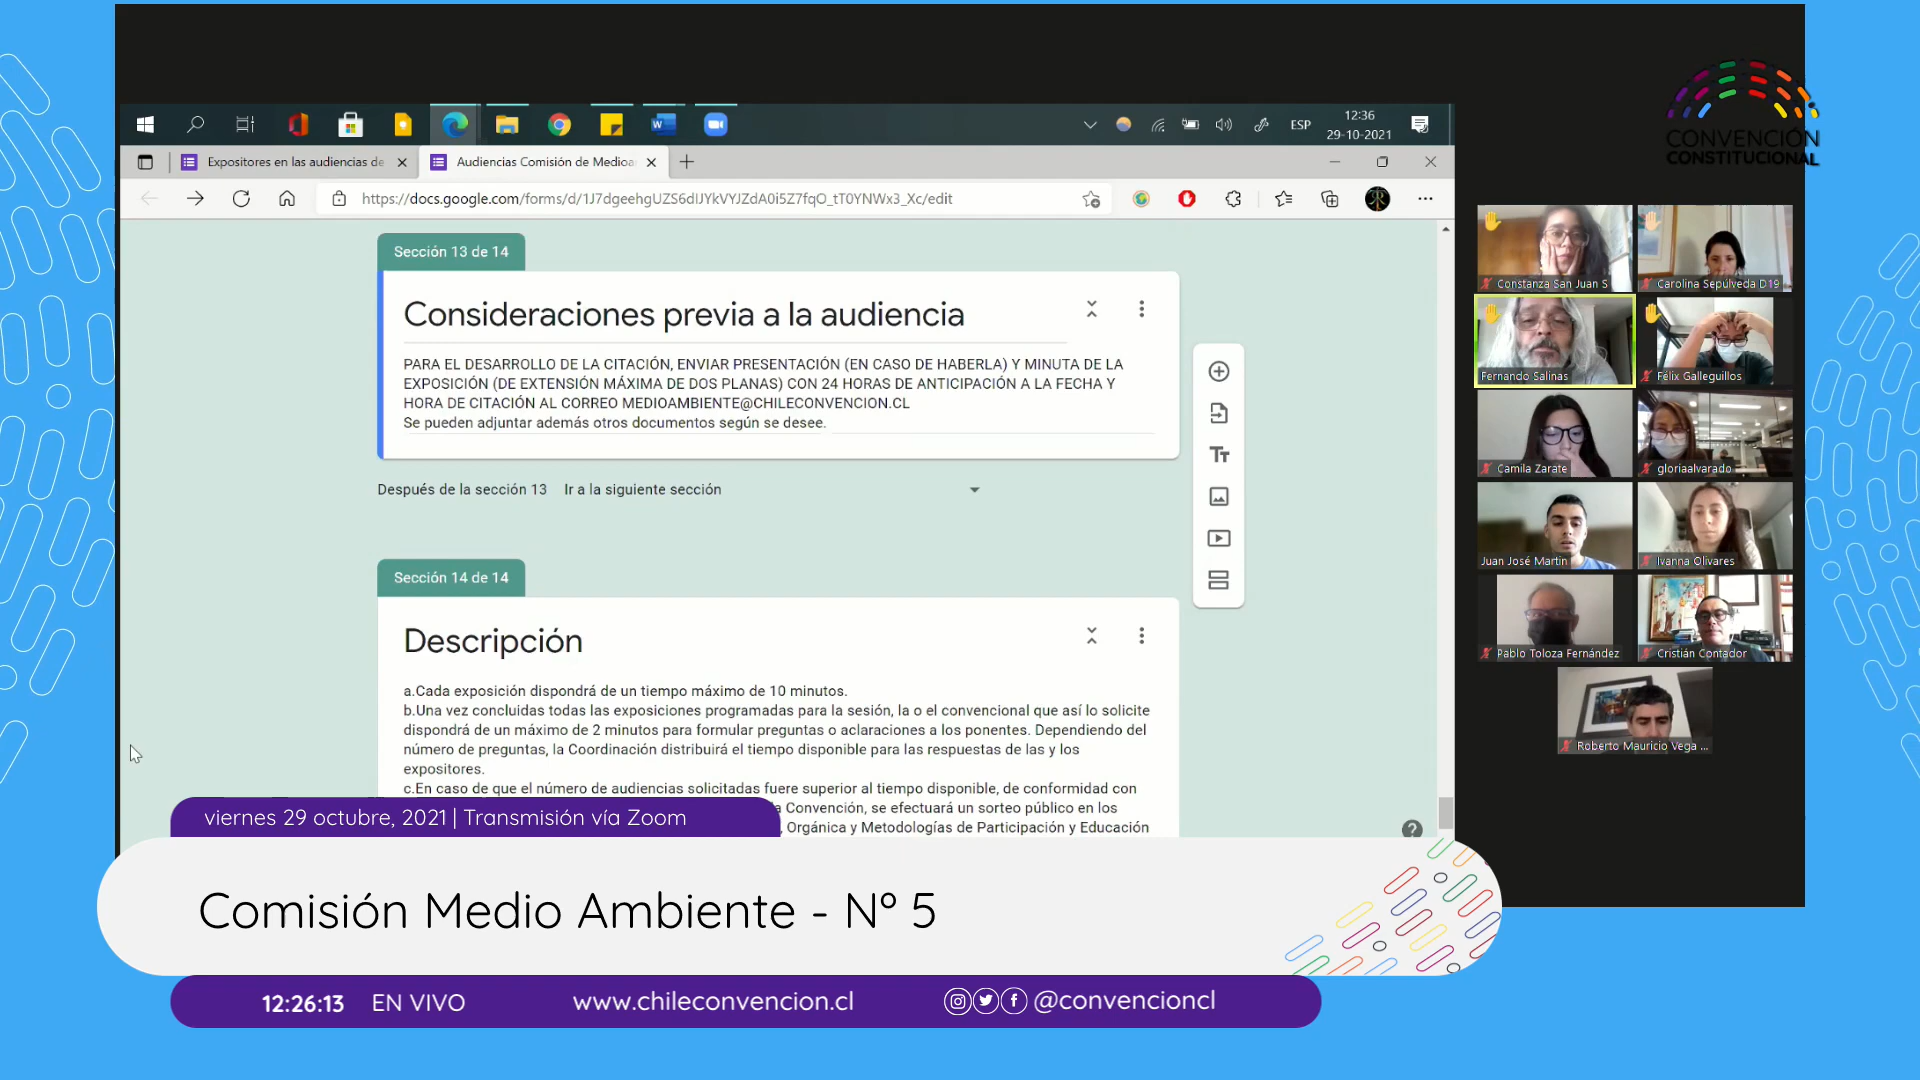 12:36
ESP
29-10-2021
Expositores en las audiencias de
Audiencias Comisión de Medioa
https://docs.google.com/forms/d/1J7dgeehgUZS6dIJYkVYJZdA0i5Z7fqO_tT0YNWx3_Xc/edit
CONVENCIÓN
CONSTITUCIONAL
Sección 13 de 14
Consideraciones previa a la audiencia
PARA EL DESARROLLO DE LA CITACIÓN, ENVIAR PRESENTACIÓN (EN CASO DE HABERLA) Y MINUTA DE LA
EXPOSICIÓN (DE EXTENSIÓN MÁXIMA DE DOS PLANAS) CON 24 HORAS DE ANTICIPACIÓN A LA FECHA Y
HORA DE CITACIÓN AL CORREO MEDIOAMBIENTE@CHILECONVENCION.CL
Se pueden adjuntar además otros documentos según se desee.
Después de la sección 13 Ir a la siguiente sección
Sección 14 de 14
Descripción
a.Cada exposición dispondrá de un tiempo máximo de 10 minutos.
b.Una vez concluidas todas las exposiciones programadas para la sesión, la o el convencional que así lo solicite
dispondrá de un máximo de 2 minutos para formular preguntas o aclaraciones a los ponentes. Dependiendo del
número de preguntas, la Coordinación distribuirá el tiempo disponible para las respuestas de las y los
expositores.
c.En caso de que el número de audiencias solicitadas fuere superior al tiempo disponible, de conformidad con
a Convención, se efectuará un sorteo público en los
, Orgánica y Metodologías de Participación y Educación
Constanza San Juan S
Carolina Sepúlveda D19
Fernando Salinas
Félix Galleguillos
Camila Zarate
gloriaalvarado
Juan José Martin
Ivanna Olivares
Pablo Toloza Fernández
Cristián Contador
Roberto Mauricio Vega ...
viernes 29 octubre, 2021 | Transmisión vía Zoom
Comisión Medio Ambiente - Nº 5
12:26:13 EN VIVO www.chileconvencion.cl @convencioncl